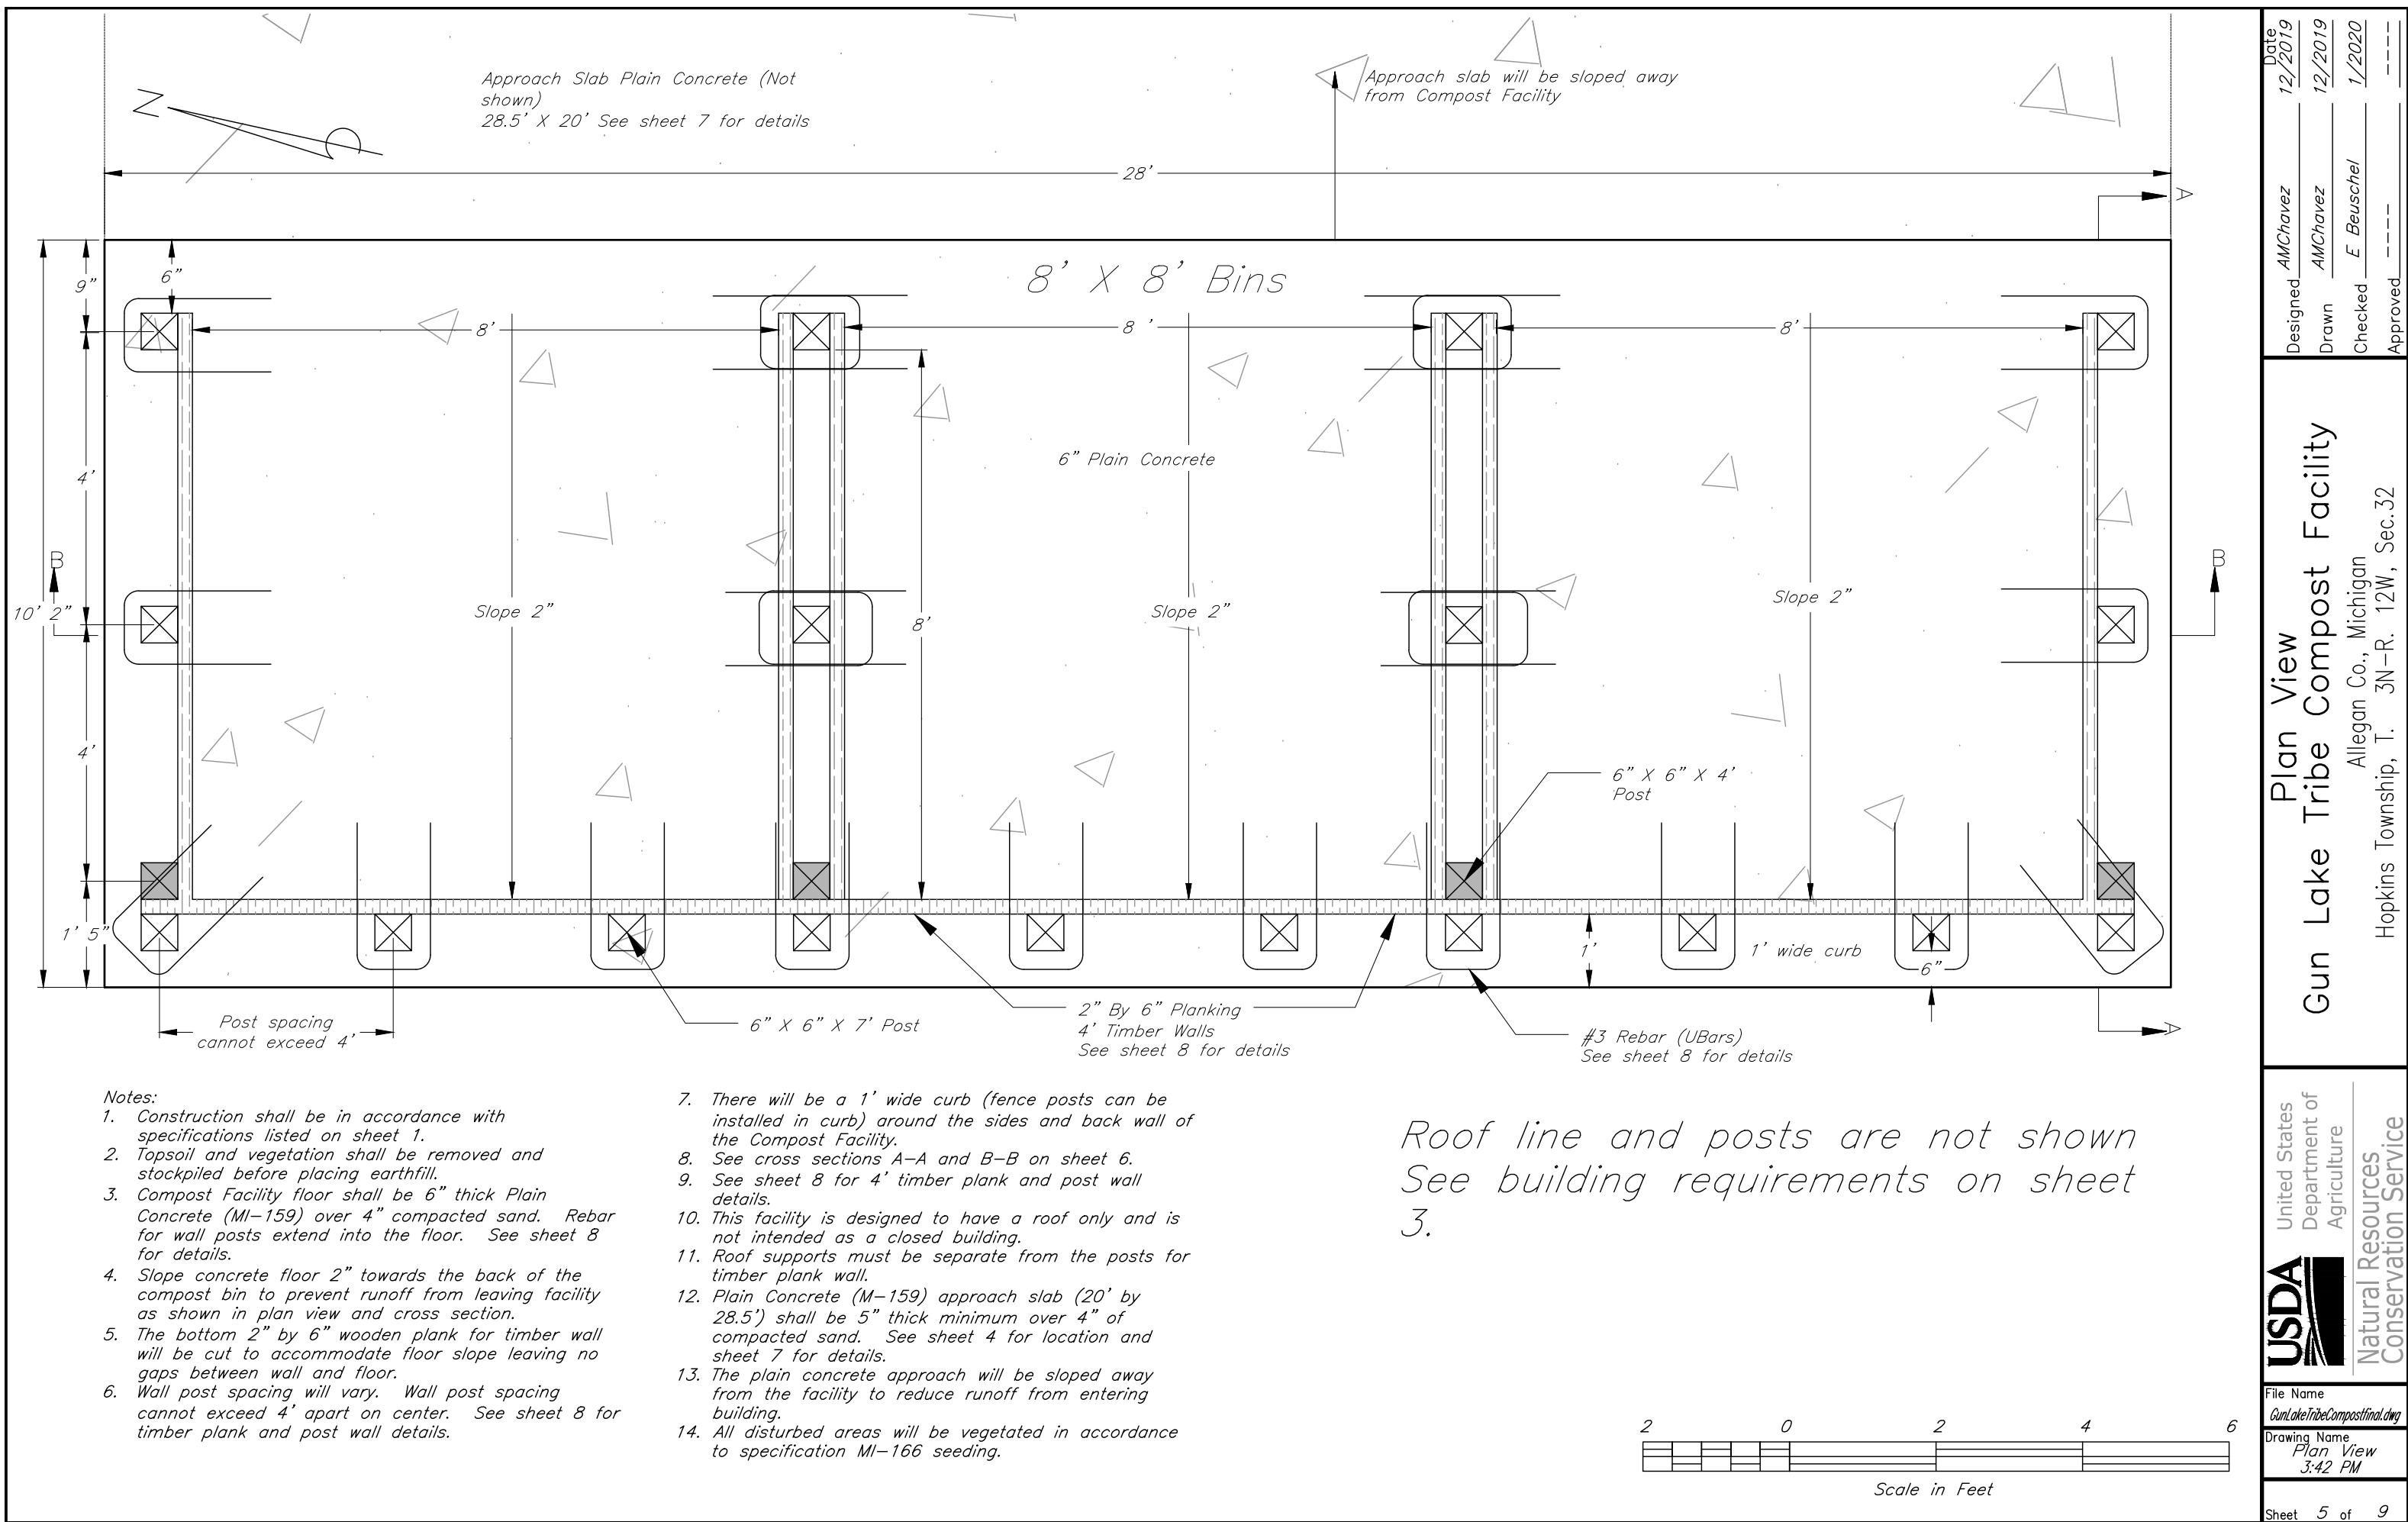 Approach Slab Plain Concrete (Not
shown)
28.5' X 20' See sheet 7 for details
Approach slab will be sloped away
from Compost Facility
N
28'
A
9"
6"
8' X 8' Bins
8'
8 '
8'
4'
6" Plain Concrete
B
B
10' 2"
Slope 2"
8'
Slope 2"
Slope 2"
4'
6" X 6" X 4'
Post
1' 5"
1'
1' wide curb
6"
Post spacing
cannot exceed 4'
6" X 6" X 7' Post
2" By 6" Planking
4' Timber Walls
See sheet 8 for details
#3 Rebar (UBars)
See sheet 8 for details
A
Notes:
1. Construction shall be in accordance with
specifications listed on sheet 1.
2. Topsoil and vegetation shall be removed and
stockpiled before placing earthfill.
3. Compost Facility floor shall be 6" thick Plain
Concrete (MI-159) over 4" compacted sand. Rebar
for wall posts extend into the floor. See sheet 8
for details.
4. Slope concrete floor 2" towards the back of the
compost bin to prevent runoff from leaving facility
as shown in plan view and cross section.
5. The bottom 2" by 6" wooden plank for timber wall
will be cut to accommodate floor slope leaving no
gaps between wall and floor.
6. Wall post spacing will vary. Wall post spacing
cannot exceed 4' apart on center. See sheet 8 for
timber plank and post wall details.
7. There will be a 1' wide curb (fence posts can be
installed in curb) around the sides and back wall of
the Compost Facility.
8. See cross sections A-A and B-B on sheet 6.
9. See sheet 8 for 4' timber plank and post wall
details.
10. This facility is designed to have a roof only and is
not intended as a closed building.
11. Roof supports must be separate from the posts for
timber plank wall.
12. Plain Concrete (M-159) approach slab (20' by
28.5') shall be 5" thick minimum over 4" of
compacted sand. See sheet 4 for location and
sheet 7 for details.
13. The plain concrete approach will be sloped away
from the facility to reduce runoff from entering
building.
14. All disturbed areas will be vegetated in accordance
to specification MI-166 seeding.
Roof line and posts are not shown
See building requirements on sheet
3.
2 0 2 4 6
Scale in Feet
Date
Designed AMChavez 12/2019
Drawn AMChavez 12/2019
Checked E Beuschel 1/2020
Approved ----- -----
Plan View
Gun Lake Tribe Compost Facility
Allegan Co., Michigan
Hopkins Township, T. 3N-R. 12W, Sec.32
USDA
United States
Department of
Agriculture
Natural Resources
Conservation Service
File Name
GunLakeTribeCompostfinal.dwg
Drawing Name
Plan View
3:42 PM
Sheet 5 of 9